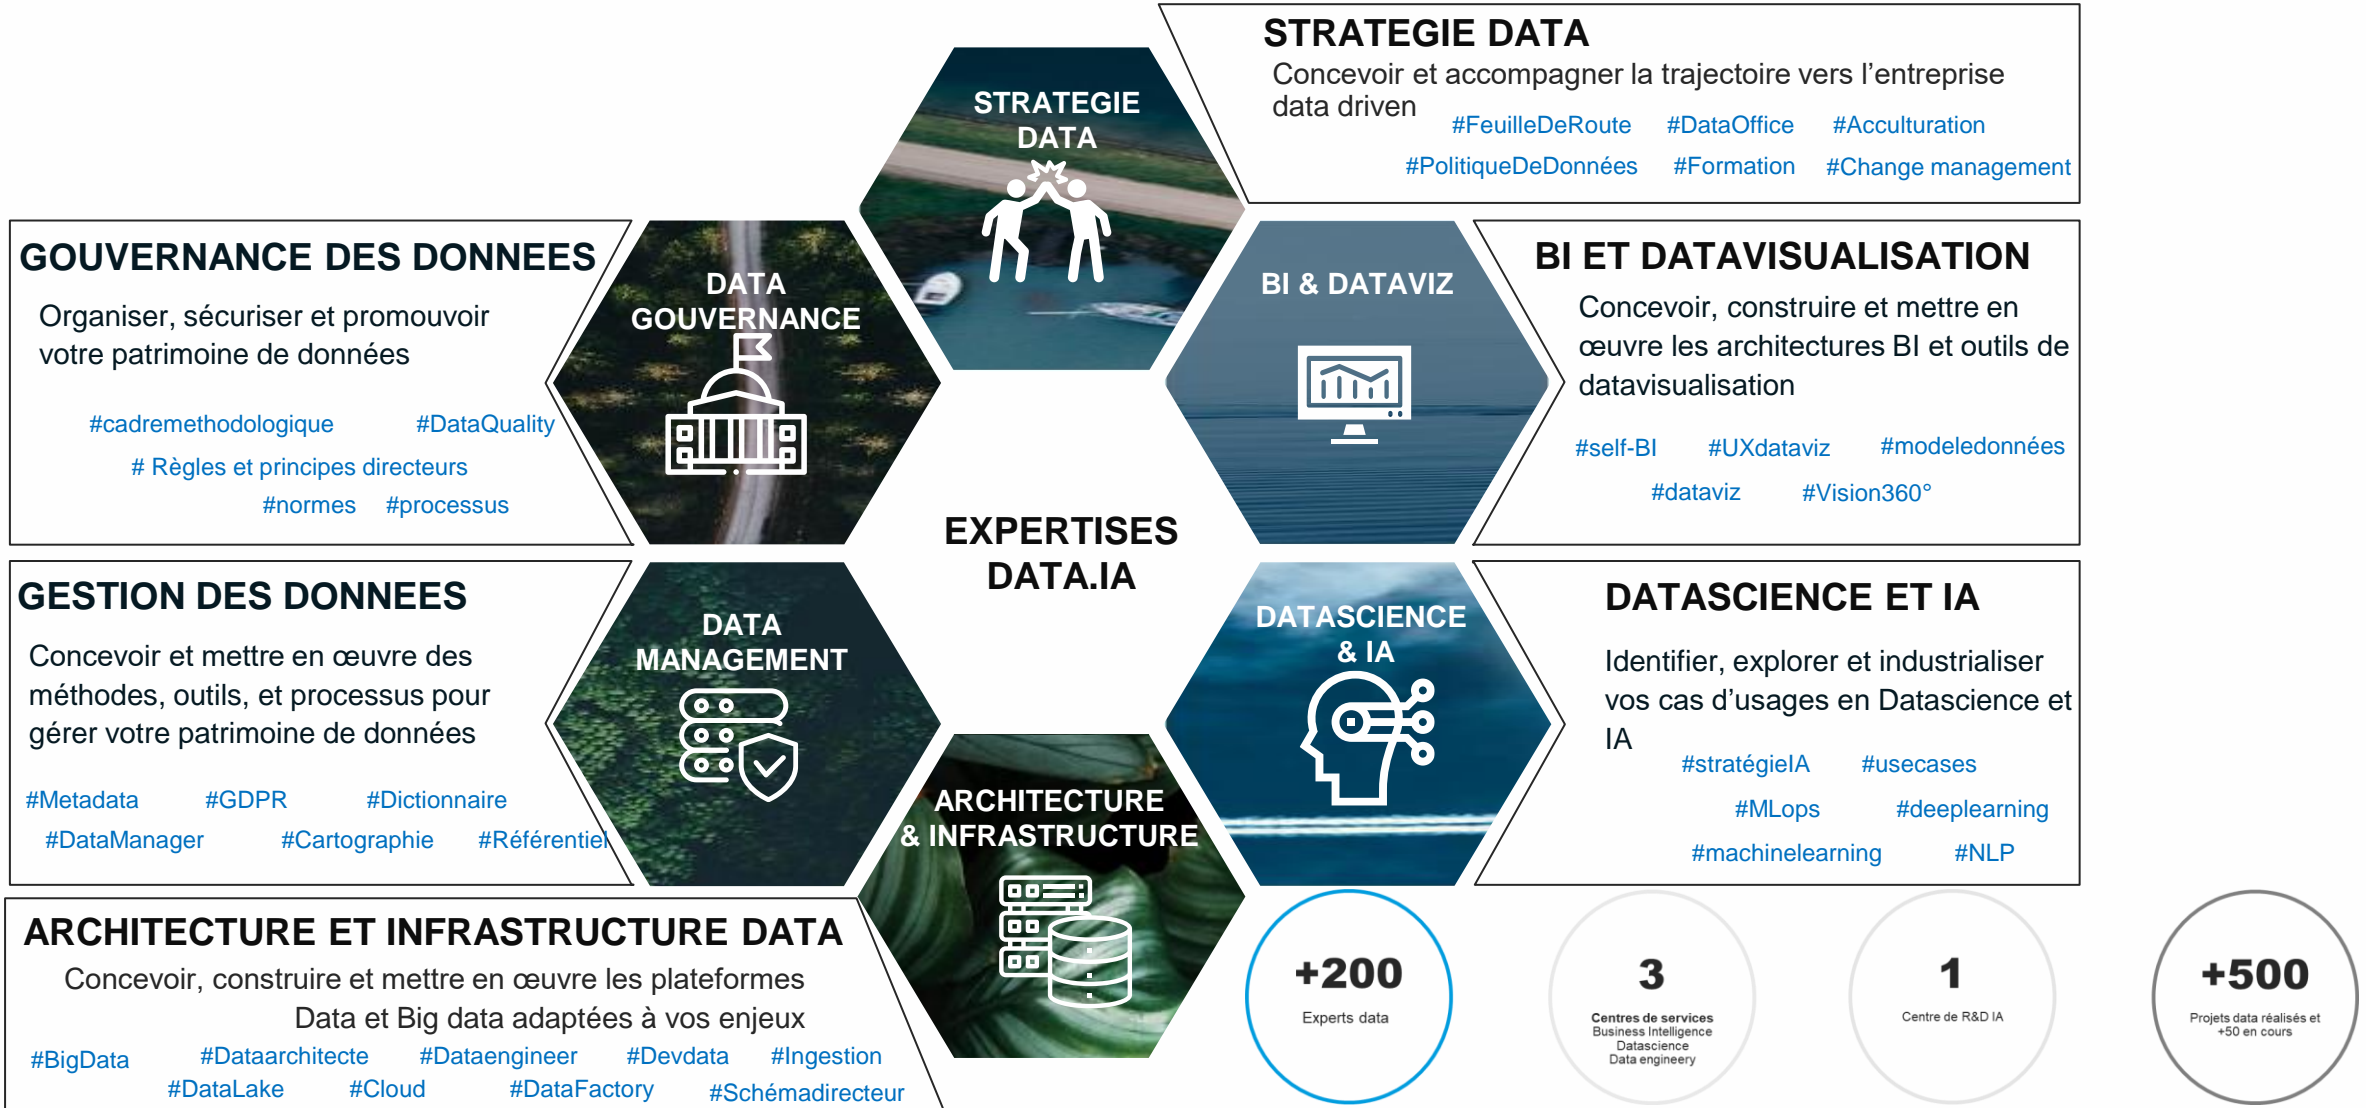 STRATEGIE DATA
Concevoir et accompagner la trajectoire vers l’entreprise
data driven
#FeuilleDeRoute #DataOffice #Acculturation
#PolitiqueDeDonnées #Formation #Change management
STRATEGIE
DATA
GOUVERNANCE DES DONNEES
Organiser, sécuriser et promouvoir
votre patrimoine de données
#cadremethodologique #DataQuality
# Règles et principes directeurs
#normes #processus
DATA
GOUVERNANCE
BI & DATAVIZ
BI ET DATAVISUALISATION
Concevoir, construire et mettre en
œuvre les architectures BI et outils de
datavisualisation
#self-BI #UXdataviz #modeledonnées
#dataviz #Vision360°
EXPERTISES
DATA.IA
GESTION DES DONNEES
Concevoir et mettre en œuvre des
méthodes, outils, et processus pour
gérer votre patrimoine de données
#Metadata #GDPR #Dictionnaire
#DataManager #Cartographie #Référentiel
DATA
MANAGEMENT
DATASCIENCE
& IA
DATASCIENCE ET IA
Identifier, explorer et industrialiser
vos cas d’usages en Datascience et
IA
#stratégieIA #usecases
#MLops #deeplearning
#machinelearning #NLP
ARCHITECTURE
& INFRASTRUCTURE
ARCHITECTURE ET INFRASTRUCTURE DATA
Concevoir, construire et mettre en œuvre les plateformes
Data et Big data adaptées à vos enjeux
#BigData #Dataarchitecte #Dataengineer #Devdata #Ingestion
#DataLake #Cloud #DataFactory #Schémadirecteur
+200
Experts data
3
Centres de services
Business Intelligence
Datascience
Data engineery
1
Centre de R&D IA
+500
Projets data réalisés et
+50 en cours